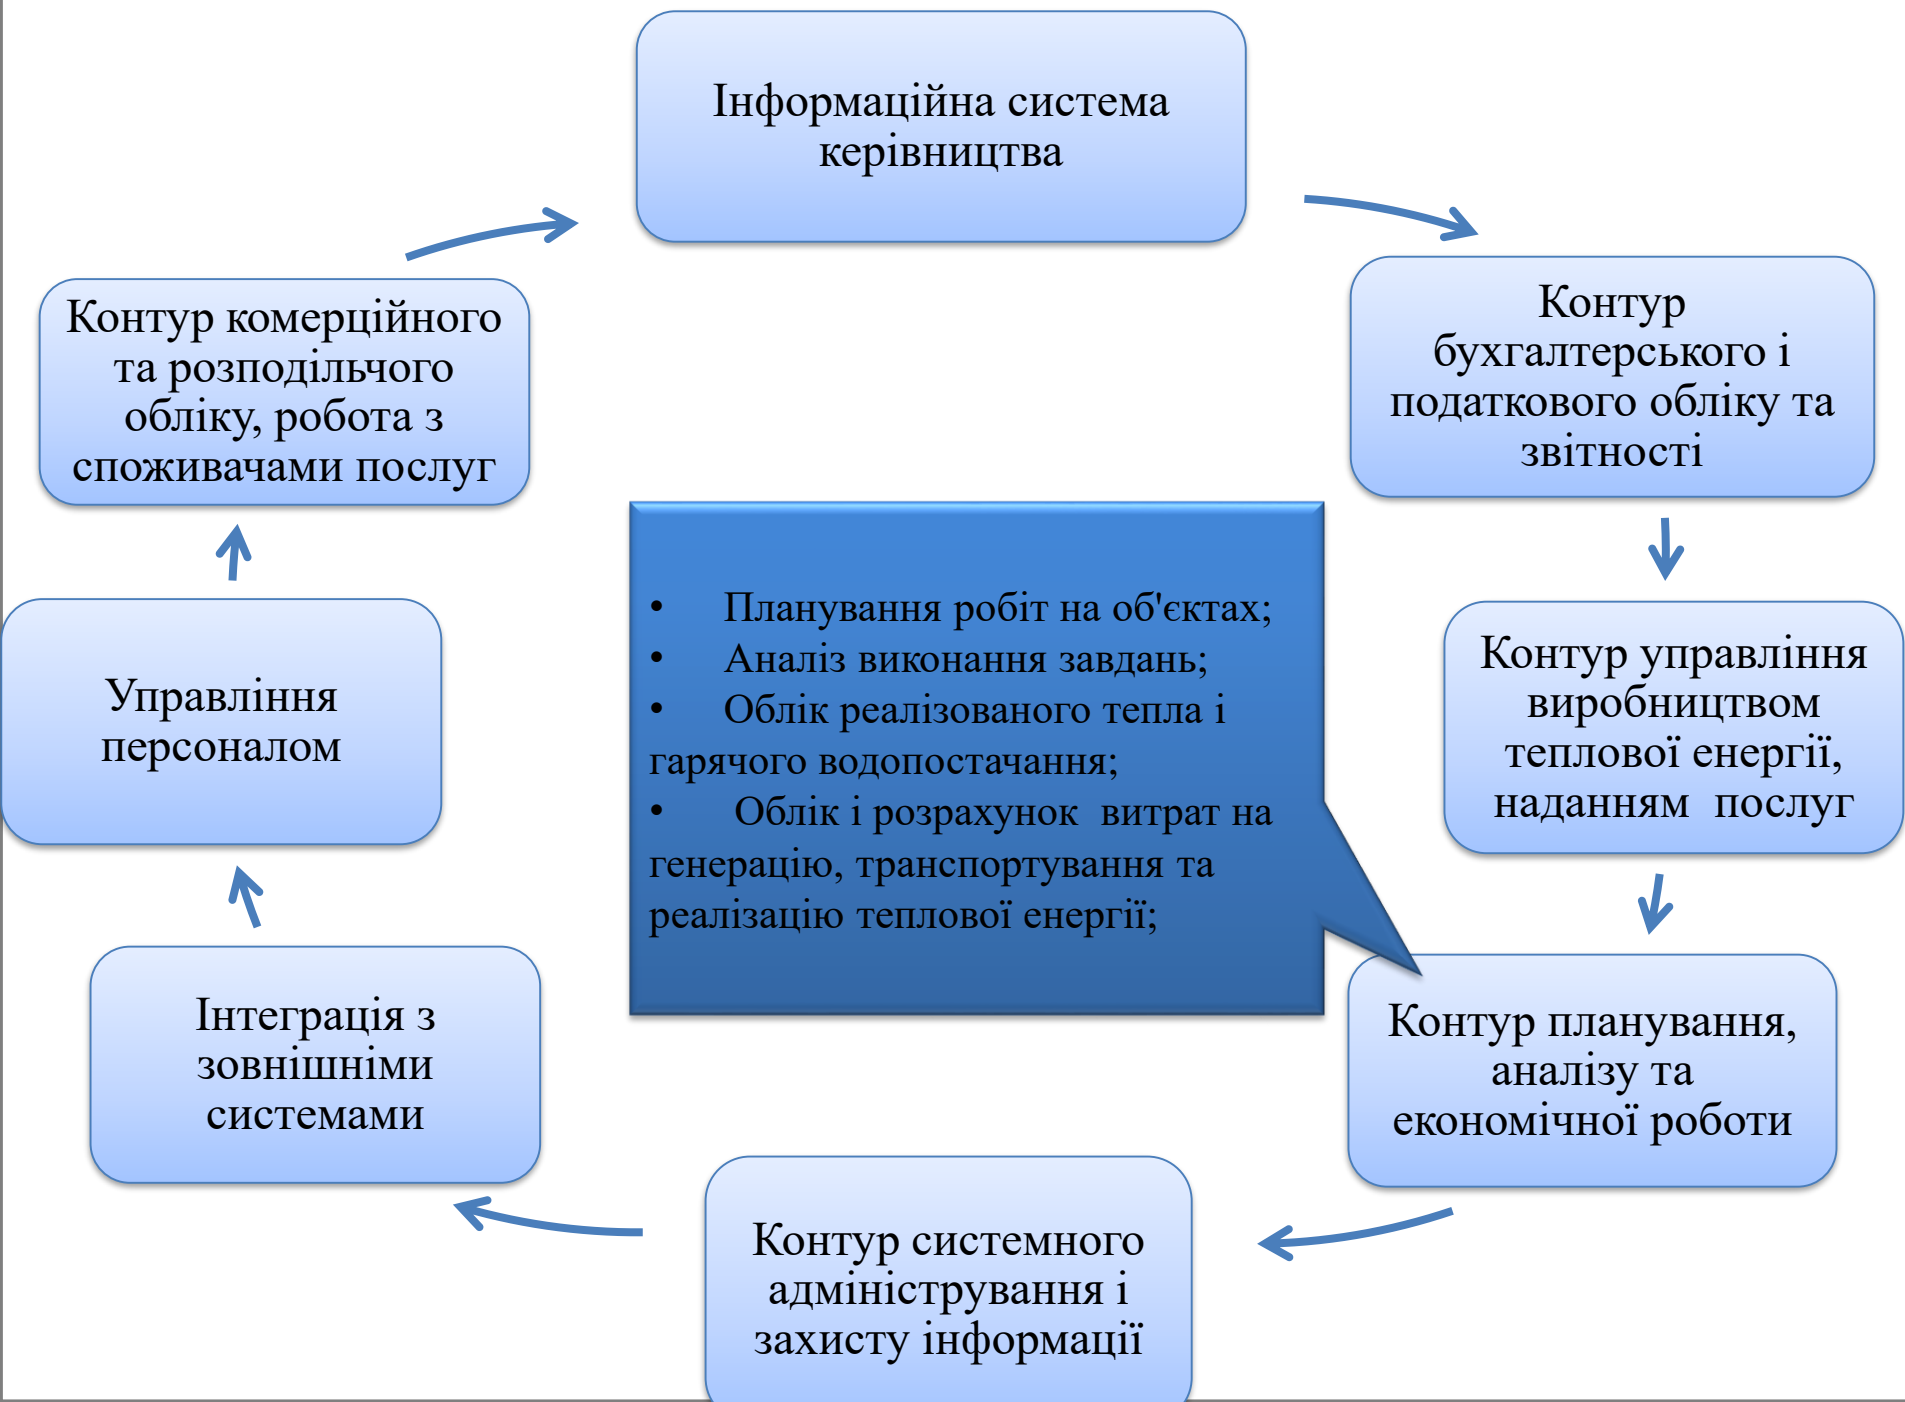 Інформаційна система
керівництва
Контур
бухгалтерського і
податкового обліку та
звітності
Контур управління
виробництвом
теплової енергії,
наданням  послуг
Контур планування,
аналізу та
економічної роботи
Контур системного
адміністрування і
захисту інформації
Інтеграція з
зовнішніми
системами
Управління
персоналом
Контур комерційного
та розподільчого
обліку, робота з
споживачами послуг
• Планування робіт на об'єктах;
• Аналіз виконання завдань;
• Облік реалізованого тепла і
гарячого водопостачання;
• Облік і розрахунок  витрат на
генерацію, транспортування та
реалізацію теплової енергії;